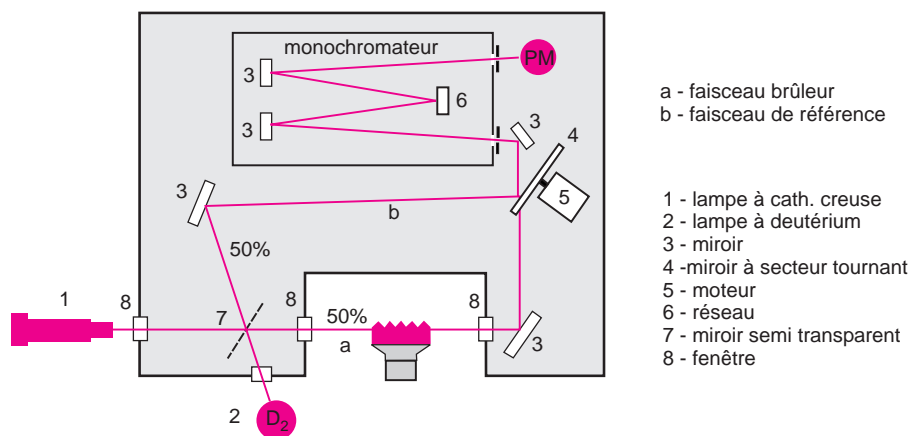 monochromateur
PM
3
6
3
3
4
5
3
b
50%
1
8
7
8
50%
8
a
3
2
D2
a - faisceau brûleur
b - faisceau de référence
1 - lampe à cath. creuse
2 - lampe à deutérium
3 - miroir
4 -miroir à secteur tournant
5 - moteur
6 - réseau
7 - miroir semi transparent
8 - fenêtre